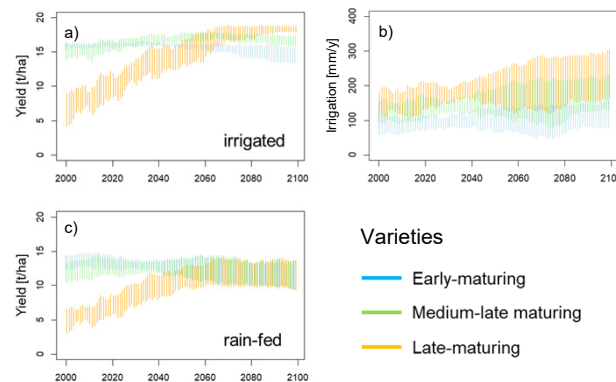 a)
Yield [t/ha]
20
15
10
5
0
irrigated
2000 2020 2040 2060 2080 2100
b)
Irrigation [mm/y]
400
300
200
100
0
2000 2020 2040 2060 2080 2100
c)
Yield [t/ha]
20
15
10
5
0
rain-fed
2000 2020 2040 2060 2080 2100
Varieties
Early-maturing
Medium-late maturing
Late-maturing